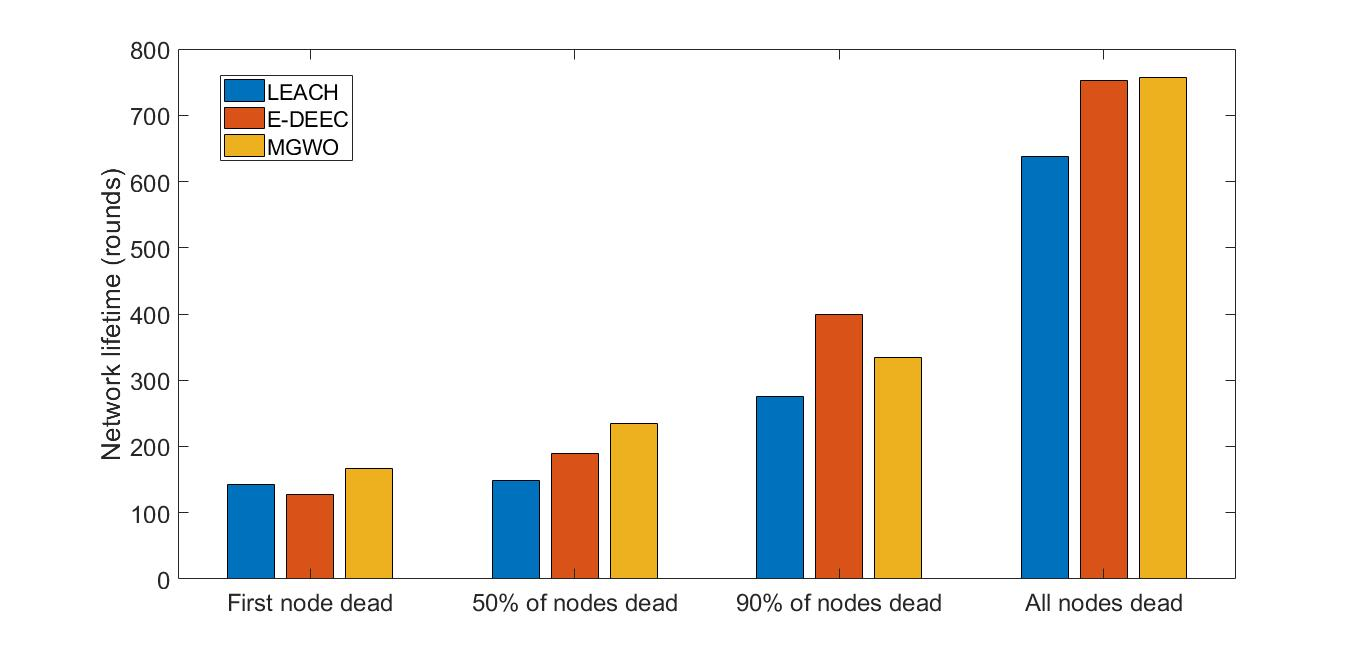 800
700
600
500
400
300
200
100
0
Network lifetime (rounds)
LEACH
E-DEEC
MGWO
First node dead
50% of nodes dead
90% of nodes dead
All nodes dead